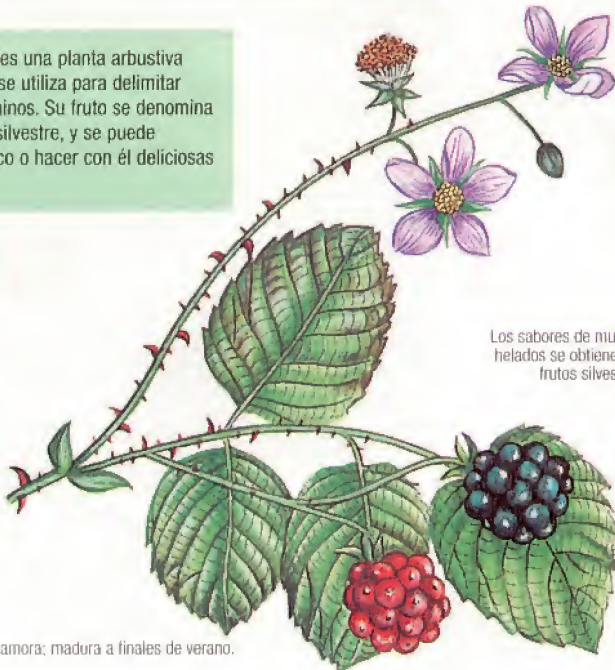 es una planta arbustiva
se utiliza para delimitar
inos. Su fruto se denomina
silvestre, y se puede
co o hacer con él deliciosas
Los sabores de mu
helados se obtiene
frutos silves
amora; madura a finales de verano.